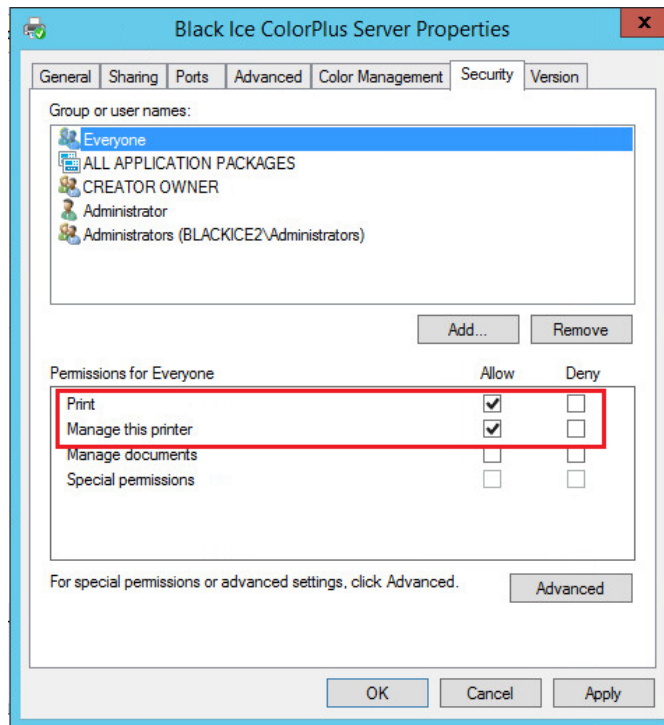 Black Ice ColorPlus Server Properties
x
General Sharing Ports Advanced Color Management Security Version
Group or user names:
Everyone
ALL APPLICATION PACKAGES
CREATOR OWNER
Administrator
Administrators (BLACKICE2\Administrators)
Add... Remove
Permissions for Everyone Allow Deny
Print
Manage this printer
Manage documents
Special permissions
For special permissions or advanced settings, click Advanced. Advanced
OK Cancel Apply